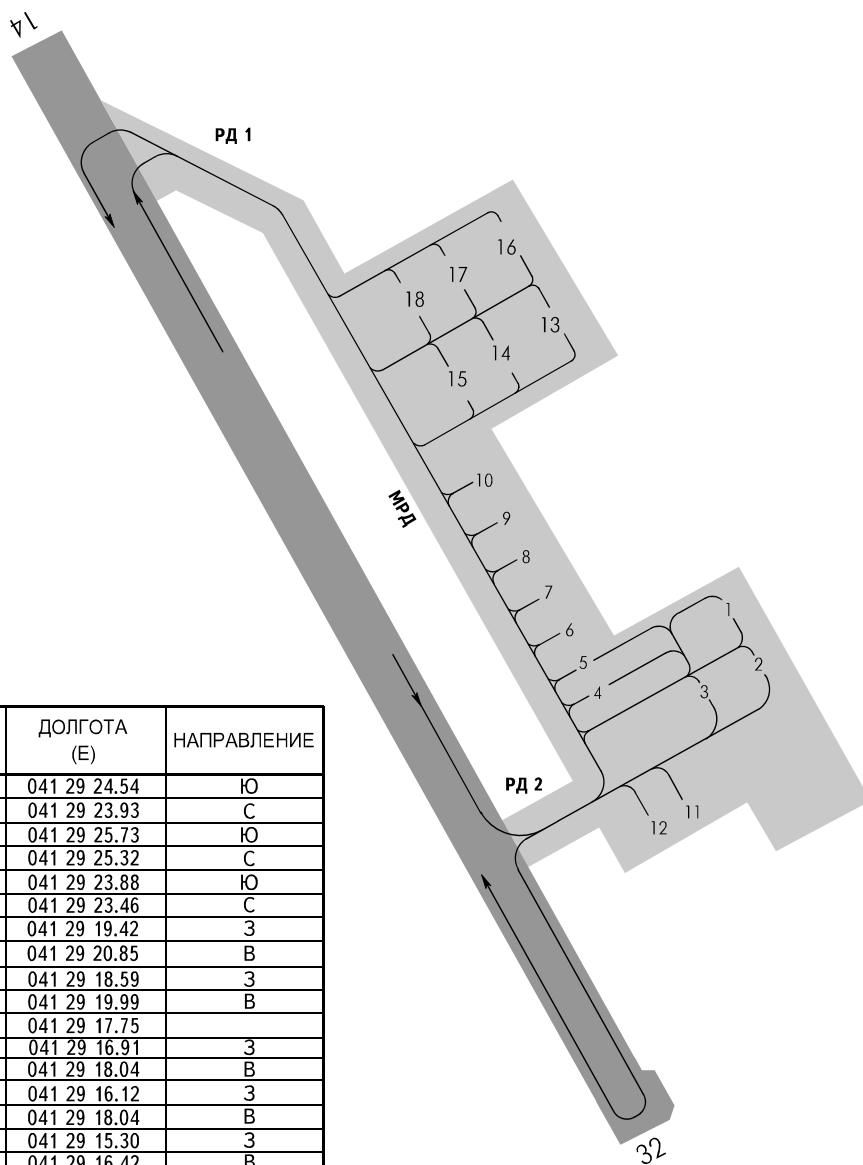 14
РД 1
16
17
18
13
14
15
10
МРД
9
8
7
6
5
4
1
2
3
РД 2
11
12
32
ДОЛГОТА (E) НАПРАВЛЕНИЕ
041 29 24.54 Ю
041 29 23.93 С
041 29 25.73 Ю
041 29 25.32 С
041 29 23.88 Ю
041 29 23.46 С
041 29 19.42 З
041 29 20.85 В
041 29 18.59 З
041 29 19.99 В
041 29 17.75
041 29 16.91 З
041 29 18.04 В
041 29 16.12 З
041 29 18.04 В
041 29 15.30 З
041 29 16.42 В